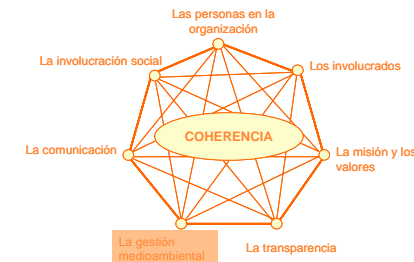 Las personas en la
organización
La involucración social
Los involucrados
COHERENCIA
La comunicación
La misión y los
valores
La gestión
medioambiental
La transparencia